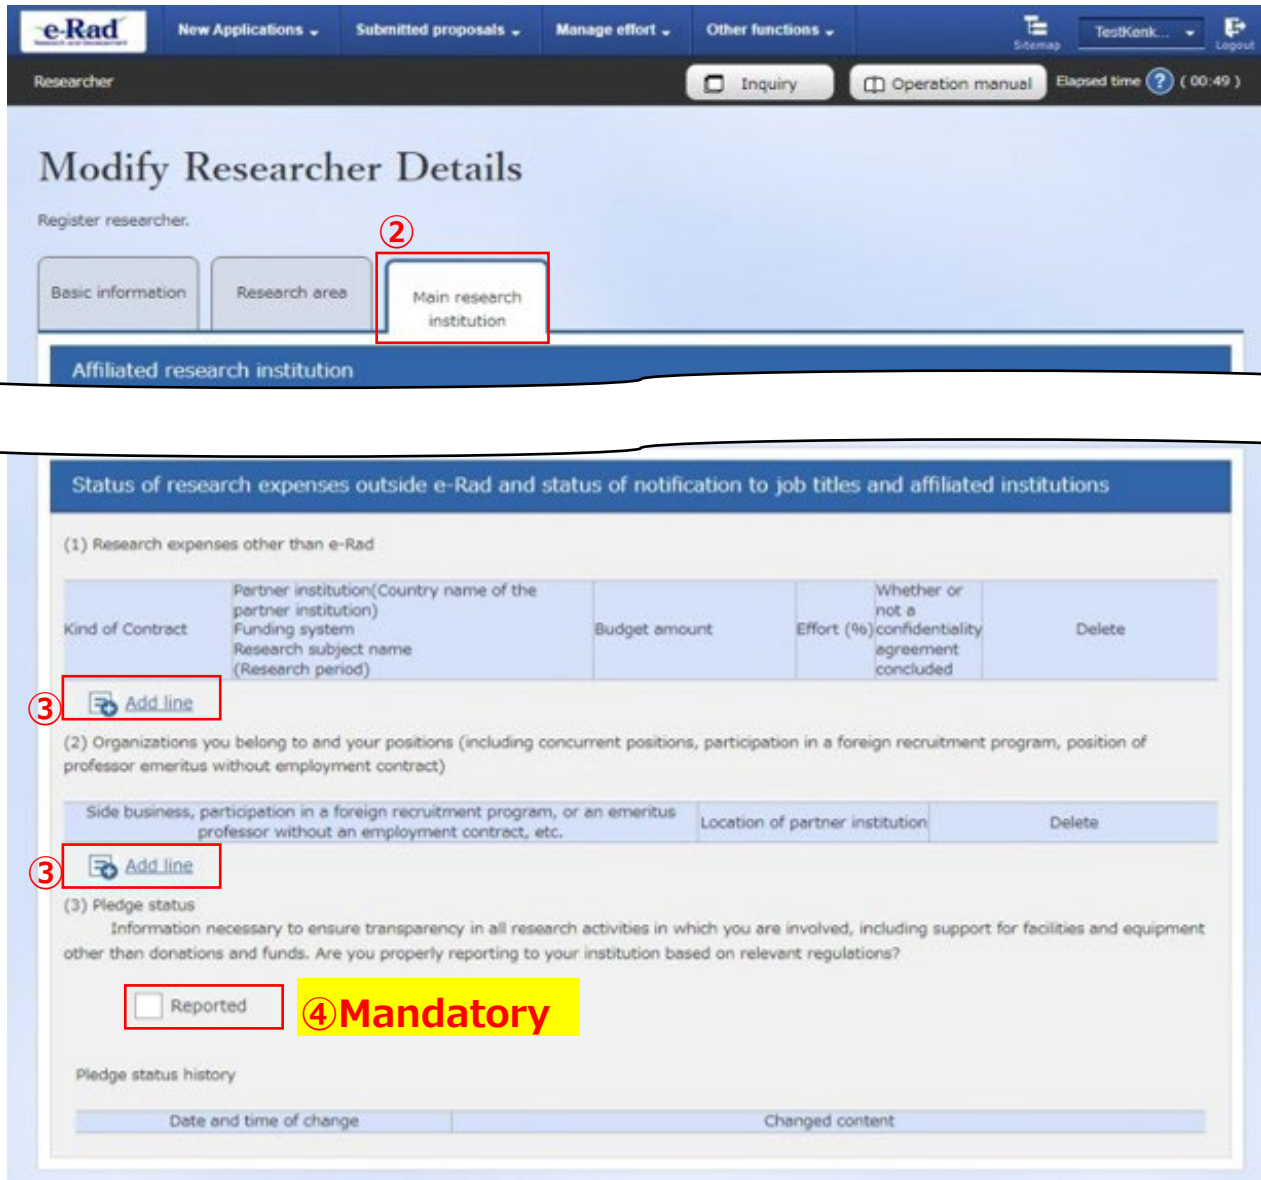 e-Rad
New Applications Submitted proposals Manage effort Other functions Sitemap TestKenk... Logout
Researcher Inquiry Operation manual Elapsed time ? ( 00:49 )
Modify Researcher Details
Register researcher.
②
Basic information Research area Main research
institution
Affiliated research institution
Status of research expenses outside e-Rad and status of notification to job titles and affiliated institutions
(1) Research expenses other than e-Rad
Kind of Contract
Partner institution(Country name of the
partner institution)
Funding system
Research subject name
(Research period)
Budget amount
Effort (%)
Whether or
not a
confidentiality
agreement
concluded
Delete
③ Add line
(2) Organizations you belong to and your positions (including concurrent positions, participation in a foreign recruitment program, position of
professor emeritus without employment contract)
Side business, participation in a foreign recruitment program, or an emeritus
professor without an employment contract, etc.
Location of partner institution
Delete
③ Add line
(3) Pledge status
Information necessary to ensure transparency in all research activities in which you are involved, including support for facilities and equipment
other than donations and funds. Are you properly reporting to your institution based on relevant regulations?
Reported ④Mandatory
Pledge status history
Date and time of change Changed content